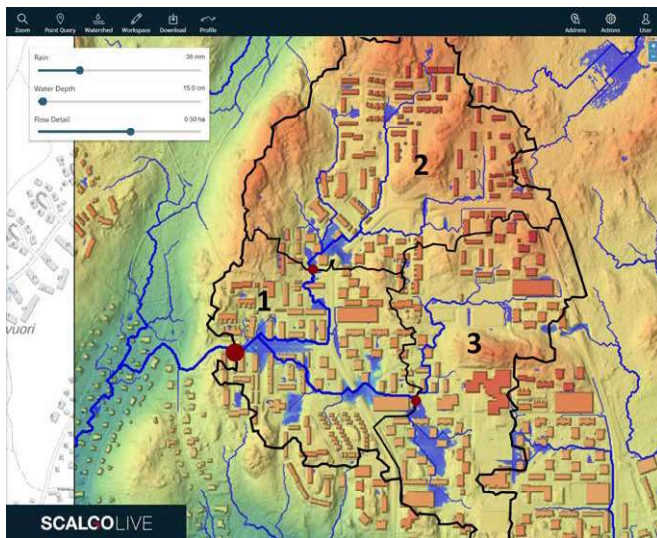 Zoom Point Query Watershed Workspace Download Profile Address Actions User
Rain 36 mm
Water Depth 15.0 cm
Flow Detail 0.50 ha
2
1
3
vuori
SCALGOLIVE